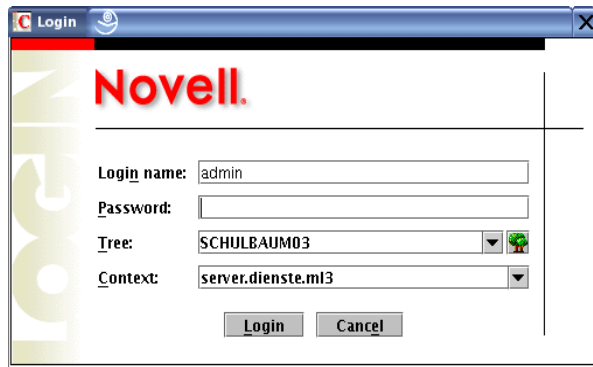 C Login
LOGIN
Novell.
Login name: admin
Password:
Tree: SCHULBAUM03
Context: server.dienste.ml3
Login Cancel